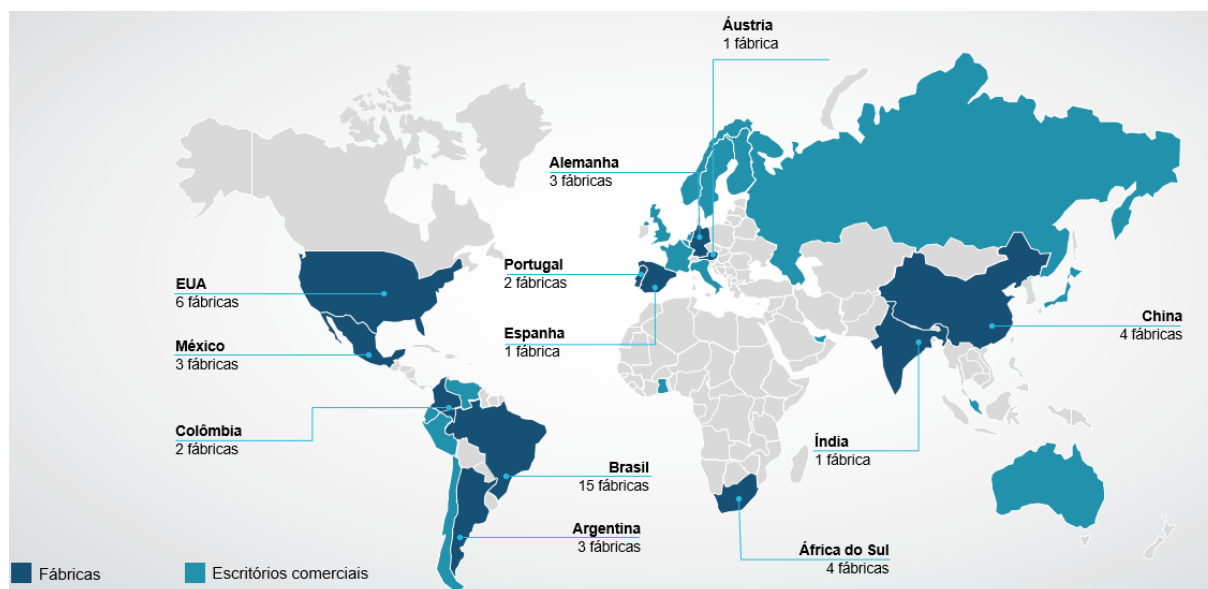 Áustria
1 fábrica
Alemanha
3 fábricas
Portugal
2 fábricas
EUA
6 fábricas
Espanha
1 fábrica
China
4 fábricas
México
3 fábricas
Colômbia
2 fábricas
Índia
1 fábrica
Brasil
15 fábricas
Argentina
3 fábricas
África do Sul
4 fábricas
Fábricas
Escritórios comerciais